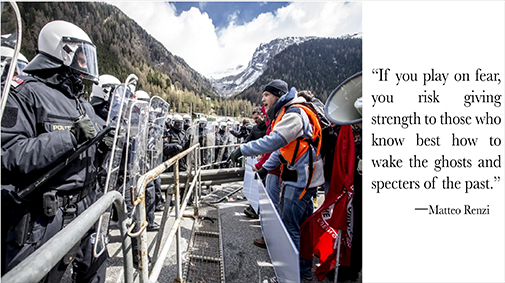 “If you play on fear,
you risk giving
strength to those who
know best how to
wake the ghosts and
specters of the past.”
—Matteo Renzi
POLIZEI